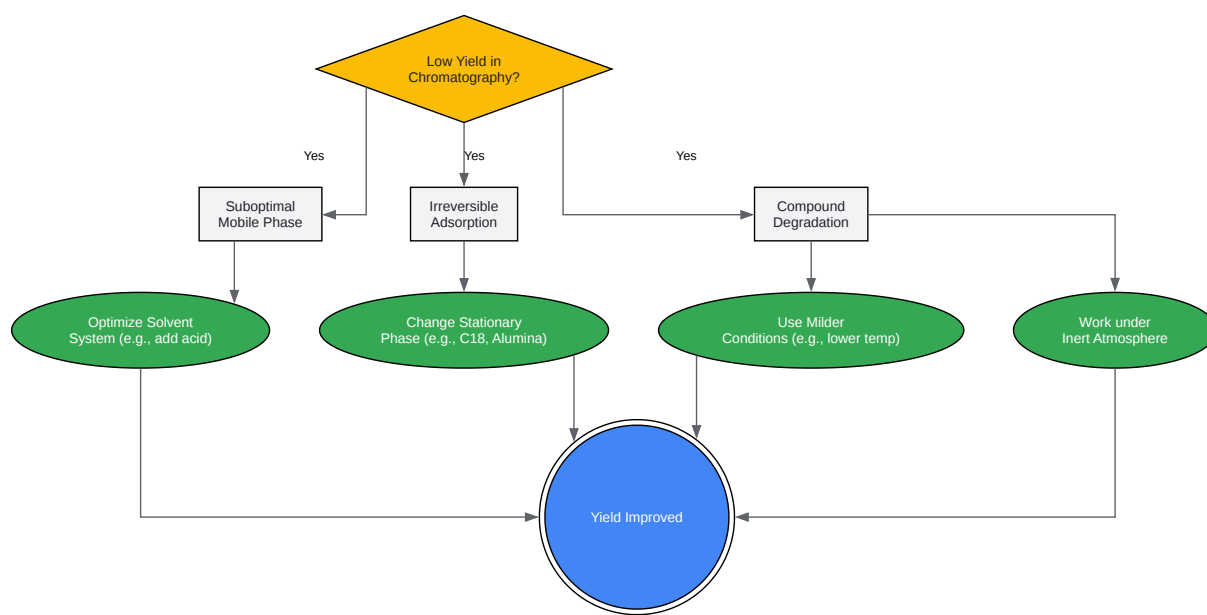 Low Yield in
Chromatography?
Yes
Yes
Yes
Suboptimal
Mobile Phase
Irreversible
Adsorption
Compound
Degradation
Optimize Solvent
System (e.g., add acid)
Change Stationary
Phase (e.g., C18, Alumina)
Use Milder
Conditions (e.g., lower temp)
Work under
Inert Atmosphere
Yield Improved